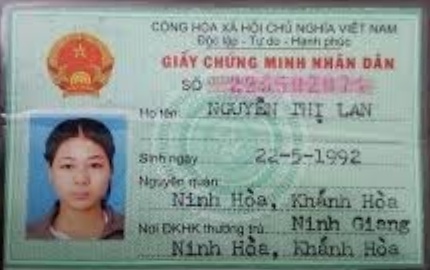 CỘNG HÒA XÃ HỘI CHỦ NGHĨA VIỆT NAM
Độc lập - Tự do - Hạnh phúc
GIẤY CHỨNG MINH NHÂN DÂN
SỐ
Họ tên NGUYỄN THỊ LAN
Sinh ngày 22-5-1992
Nguyên quán
Ninh Hòa, Khánh Hòa
Nơi ĐKHK thường trú Ninh Giang
Ninh Hòa, Khánh Hòa